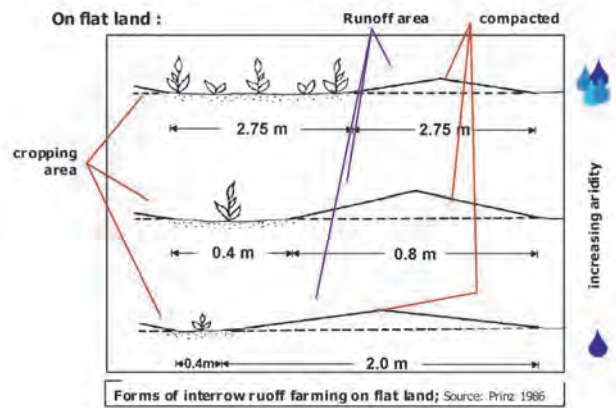 On flat land :
Runoff area
compacted
2.75 m
2.75 m
cropping
area
0.4 m
0.8 m
increasing aridity
0.4m
2.0 m
Forms of interrow ruoff farming on flat land; Source: Prinz 1986